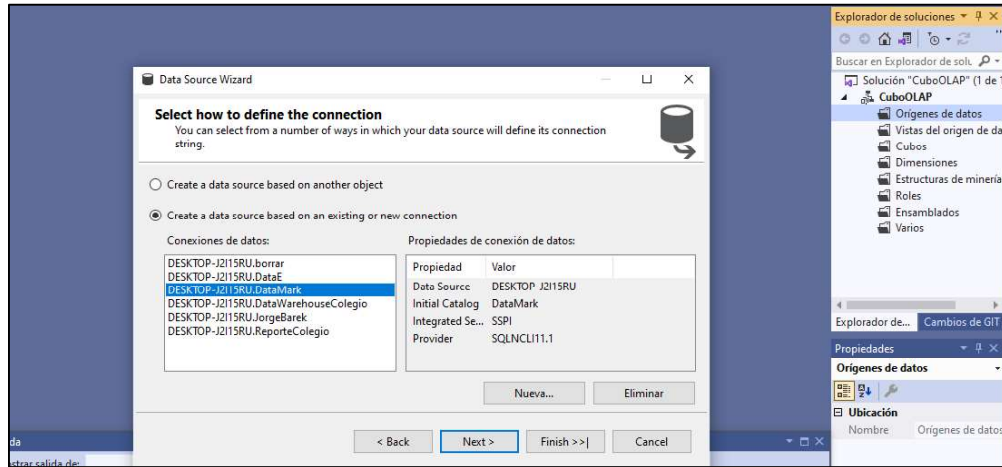 Explorador de soluciones
Buscar en Explorador de solu
Solución "CuboOLAP" (1 de 1
CuboOLAP
Orígenes de datos
Vistas del origen de da
Cubos
Dimensiones
Estructuras de minería
Roles
Ensamblados
Varios
Explorador de... Cambios de GIT
Propiedades
Orígenes de datos
Ubicación
Nombre Orígenes de datos
Data Source Wizard
Select how to define the connection
You can select from a number of ways in which your data source will define its connection
string.
Create a data source based on another object
Create a data source based on an existing or new connection
Conexiones de datos:
DESKTOP-J2I15RU.borrar
DESKTOP-J2I15RU.DataE
DESKTOP-J2I15RU.DataMark
DESKTOP-J2I15RU.DataWarehouseColegio
DESKTOP-J2I15RU.JorgeBarek
DESKTOP-J2I15RU.ReporteColegio
Propiedades de conexión de datos:
Propiedad Valor
Data Source DESKTOP-J2I15RU
Initial Catalog DataMark
Integrated Se... SSPI
Provider SQLNCLI11.1
Nueva... Eliminar
< Back Next > Finish >>| Cancel
da
strar salida de: